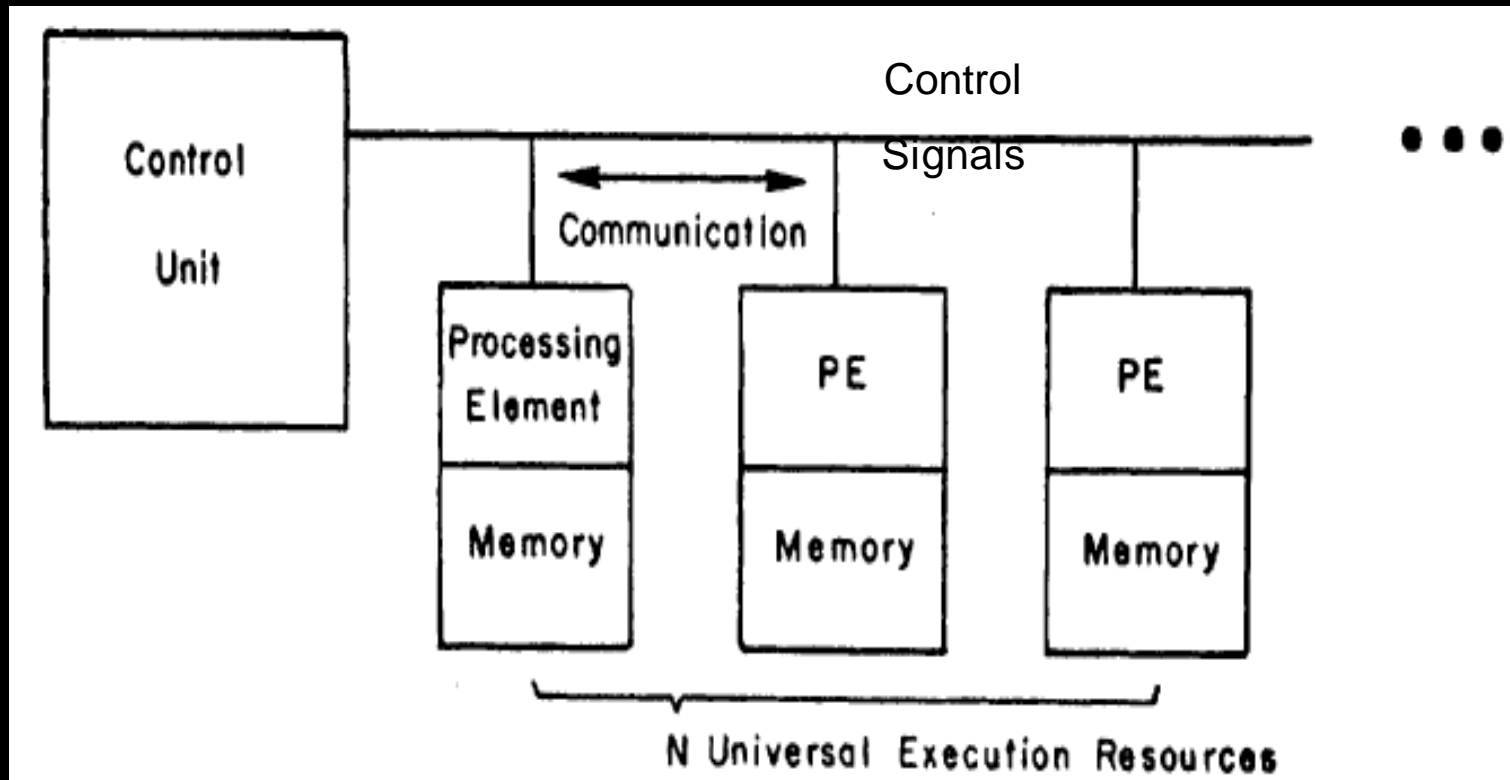 Control
Unit
Control
Signals
Communication
Processing
Element
Memory
PE
Memory
PE
Memory
N Universal Execution Resources